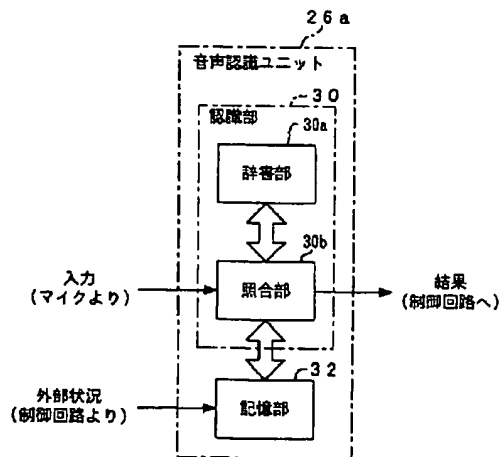 26a
音声認識ユニット
30
認識部
30a
辞書部
30b
照合部
入力
(マイクより)
結果
(制御回路へ)
32
記憶部
外部状況
(制御回路より)